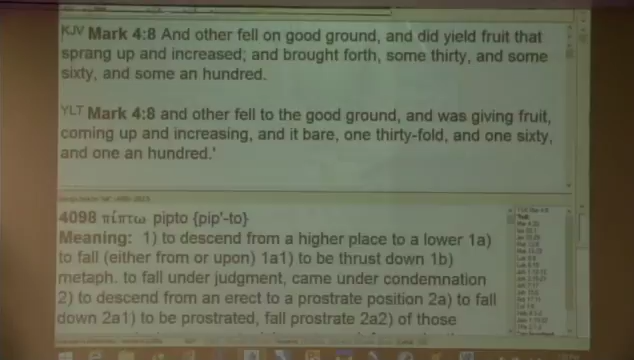 KJV Mark 4:8 And other fell on good ground, and did yield fruit that
sprang up and increased; and brought forth, some thirty, and some
sixty, and some an hundred.
YLT Mark 4:8 and other fell to the good ground, and was giving fruit,
coming up and increasing, and it bare, one thirty-fold, and one sixty,
and one an hundred.'
4098 πίπτω pipto {pip'-to}
Meaning: 1) to descend from a higher place to a lower 1a)
to fall (either from or upon) 1a1) to be thrust down 1b)
metaph. to fall under judgment, came under condemnation
2) to descend from an erect to a prostrate position 2a) to fall
down 2a1) to be prostrated, fall prostrate 2a2) of those